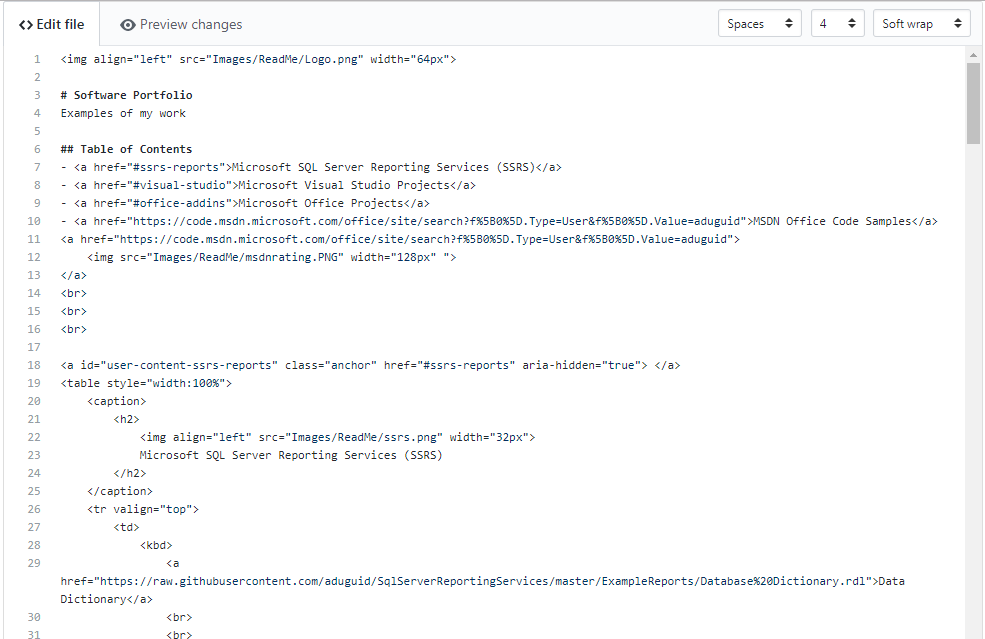 Edit file Preview changes Spaces 4 Soft wrap
1 <img align="left" src="Images/ReadMe/Logo.png" width="64px">
2
3 # Software Portfolio
4 Examples of my work
5
6 ## Table of Contents
7 - <a href="#ssrs-reports">Microsoft SQL Server Reporting Services (SSRS)</a>
8 - <a href="#visual-studio">Microsoft Visual Studio Projects</a>
9 - <a href="#office-addins">Microsoft Office Projects</a>
10 - <a href="https://code.msdn.microsoft.com/office/site/search?f%5B0%5D.Type=User&f%5B0%5D.Value=aduguid">MSDN Office Code Samples</a>
11 <a href="https://code.msdn.microsoft.com/office/site/search?f%5B0%5D.Type=User&f%5B0%5D.Value=aduguid">
12 <img src="Images/ReadMe/msdnrating.PNG" width="128px" ">
13 </a>
14 <br>
15 <br>
16 <br>
17
18 <a id="user-content-ssrs-reports" class="anchor" href="#ssrs-reports" aria-hidden="true"> </a>
19 <table style="width:100%">
20 <caption>
21 <h2>
22 <img align="left" src="Images/ReadMe/ssrs.png" width="32px">
23 Microsoft SQL Server Reporting Services (SSRS)
24 </h2>
25 </caption>
26 <tr valign="top">
27 <td>
28 <kbd>
29 <a
href="https://raw.githubusercontent.com/aduguid/SqlServerReportingServices/master/ExampleReports/Database%20Dictionary.rdl">Data
Dictionary</a>
30 <br>
31 <br>